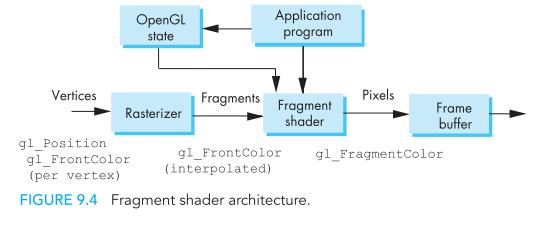 OpenGL
state
Application
program
Vertices
Rasterizer
Fragments
Fragment
shader
Pixels
Frame
buffer
gl_Position
gl_FrontColor
(per vertex)
gl_FrontColor
(interpolated)
gl_FragmentColor
FIGURE 9.4 Fragment shader architecture.